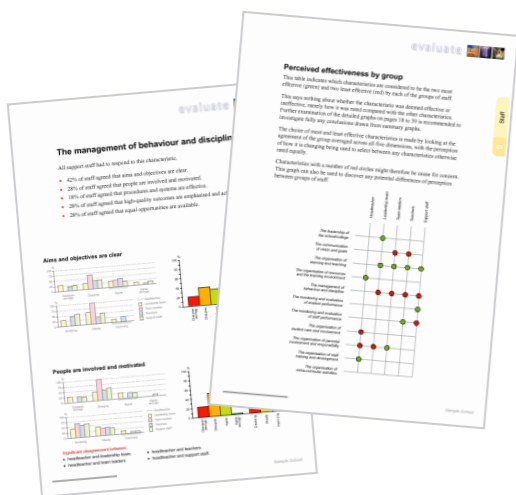 evaluate
Perceived effectiveness by group
This table indicates which characteristics are considered to be the two most
effective (green) and two least effective (red) by each of the groups of staff.
This says nothing about whether the characteristic was deemed effective or
ineffective, merely how it was rated compared with the other characteristics.
Further examination of the detailed graphs on pages 18 to 39 is recommended to
investigate fully any conclusions drawn from summary graphs.
The choice of most and least effective characteristics is made by looking at the
agreement of the group averaged across all five dimensions, with the perception
of how it is changing being used to select between any characteristics otherwise
rated equally.
Characteristics with a number of red circles might therefore be cause for concern.
This graph can also be used to discover any potential differences of perception
between groups of staff.
Staff
Headteacher
Leadership team
Team leaders
Teachers
Support staff
The leadership of
the school/college
The communication
of vision and goals
The organisation of
learning and teaching
The organisation of resources
and the learning environment
The management of
behaviour and discipline
The monitoring and evaluation
of student performance
The monitoring and evaluation
of staff performance
The organisation of
student care and involvement
The organisation of parental
involvement and responsibility
The organisation of staff
training and development
The organisation of
extra-curricular activities
Sample School
evaluate
The management of behaviour and disciplin
All support staff had to respond to this characteristic.
• 42% of staff agreed that aims and objectives are clear.
• 26% of staff agreed that people are involved and motivated.
• 18% of staff agreed that procedures and systems are effective.
• 28% of staff agreed that high-quality outcomes are emphasised and ad
• 28% of staff agreed that equal opportunities are available.
Aims and objectives are clear
People are involved and motivated
Significant disagreement between:
• headteacher and leadership team.
• headteacher and team leaders.
• headteacher and teachers.
• headteacher and support staff.
Sample School